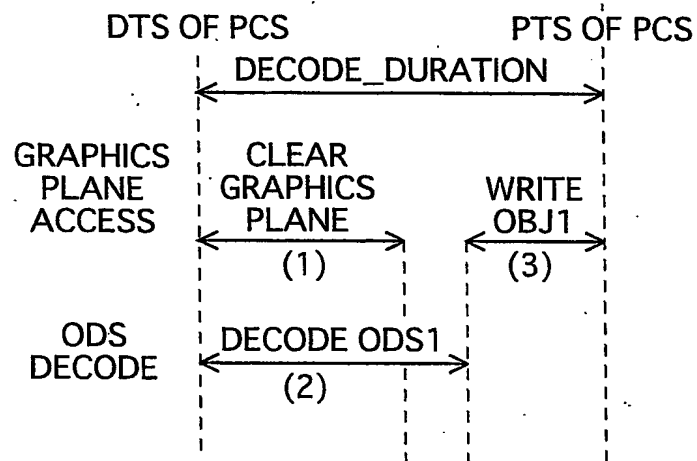 DTS OF PCS
PTS OF PCS
DECODE_DURATION
GRAPHICS
PLANE
ACCESS
CLEAR
GRAPHICS
PLANE
(1)
WRITE
OBJ1
(3)
ODS
DECODE
DECODE ODS1
(2)